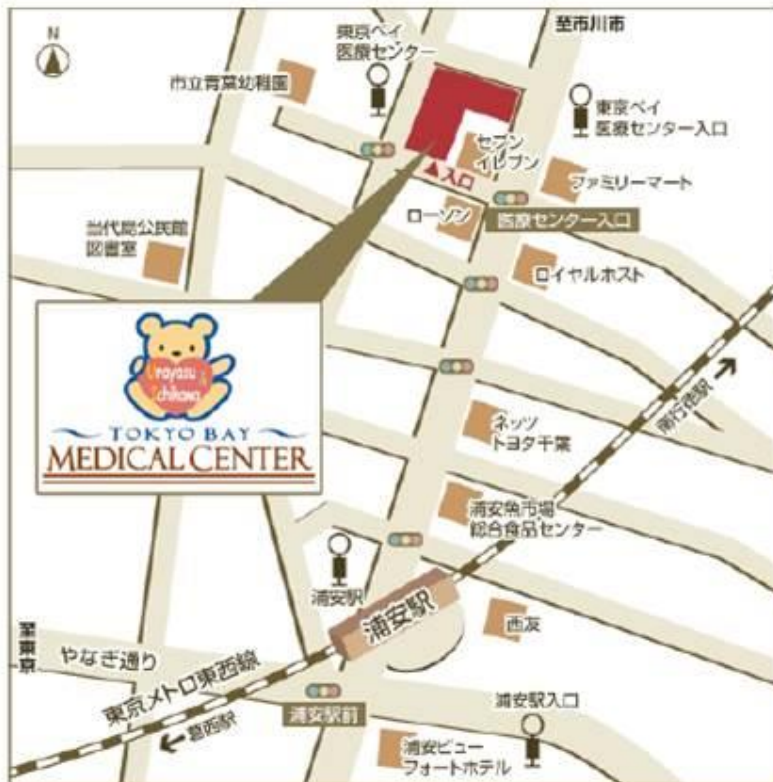 N
東京ベイ
医療センター
至市川市
市立青葉幼稚園
東京ベイ
医療センター入口
セブン
イレブン
▲入口
ファミリーマート
ローソン
医療センター入口
当代島公民館
図書室
ロイヤルホスト
Urayasu
Ichikawa
TOKYO BAY
MEDICAL CENTER
南行徳駅
ネッツ
トヨタ千葉
浦安魚市場
総合食品センター
浦安駅
浦安駅
西友
至東京
やなぎ通り
東京メトロ東西線
葛西駅
浦安駅前
浦安駅入口
浦安ビュー
フォートホテル